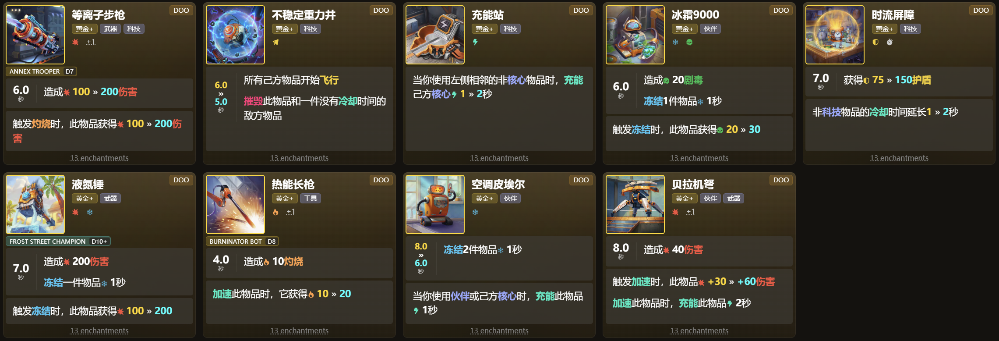 等离子步枪
DOO
黄金+ 武器 科技
+1
ANNEX TROOPER D7
6.0
秒
造成 100 » 200伤害
触发灼烧时，此物品获得 100 » 200伤
害
13 enchantments
不稳定重力井
DOO
黄金+ 科技
6.0
»
5.0
秒
所有己方物品开始飞行
摧毁此物品和一件没有冷却时间的
敌方物品
13 enchantments
充能站
DOO
黄金+ 科技
当你使用左侧相邻的非核心物品时，充能
己方核心 1 » 2秒
13 enchantments
冰霜9000
DOO
黄金+ 伙伴
6.0
秒
造成 20剧毒
冻结1件物品 1秒
触发冻结时，此物品获得 20 » 30
13 enchantments
时流屏障
DOO
黄金+ 科技
7.0
秒
获得 75 » 150护盾
非科技物品的冷却时间延长1 » 2秒
13 enchantments
液氮锤
DOO
黄金+ 武器
FROST STREET CHAMPION D10+
7.0
秒
造成 200伤害
冻结一件物品 1秒
触发冻结时，此物品获得 100 » 200
13 enchantments
热能长枪
DOO
黄金+ 工具
+1
BURNINATOR BOT D8
4.0
秒
造成 10灼烧
加速此物品时，它获得 10 » 20
13 enchantments
空调皮埃尔
DOO
黄金+ 伙伴
8.0
»
6.0
秒
冻结2件物品 1秒
当你使用伙伴或己方核心时，充能此物品
1秒
13 enchantments
贝拉机弩
DOO
黄金+ 伙伴 武器
+1
8.0
秒
造成 40伤害
触发加速时，此物品 +30 » +60伤害
加速此物品时，充能此物品 2秒
13 enchantments